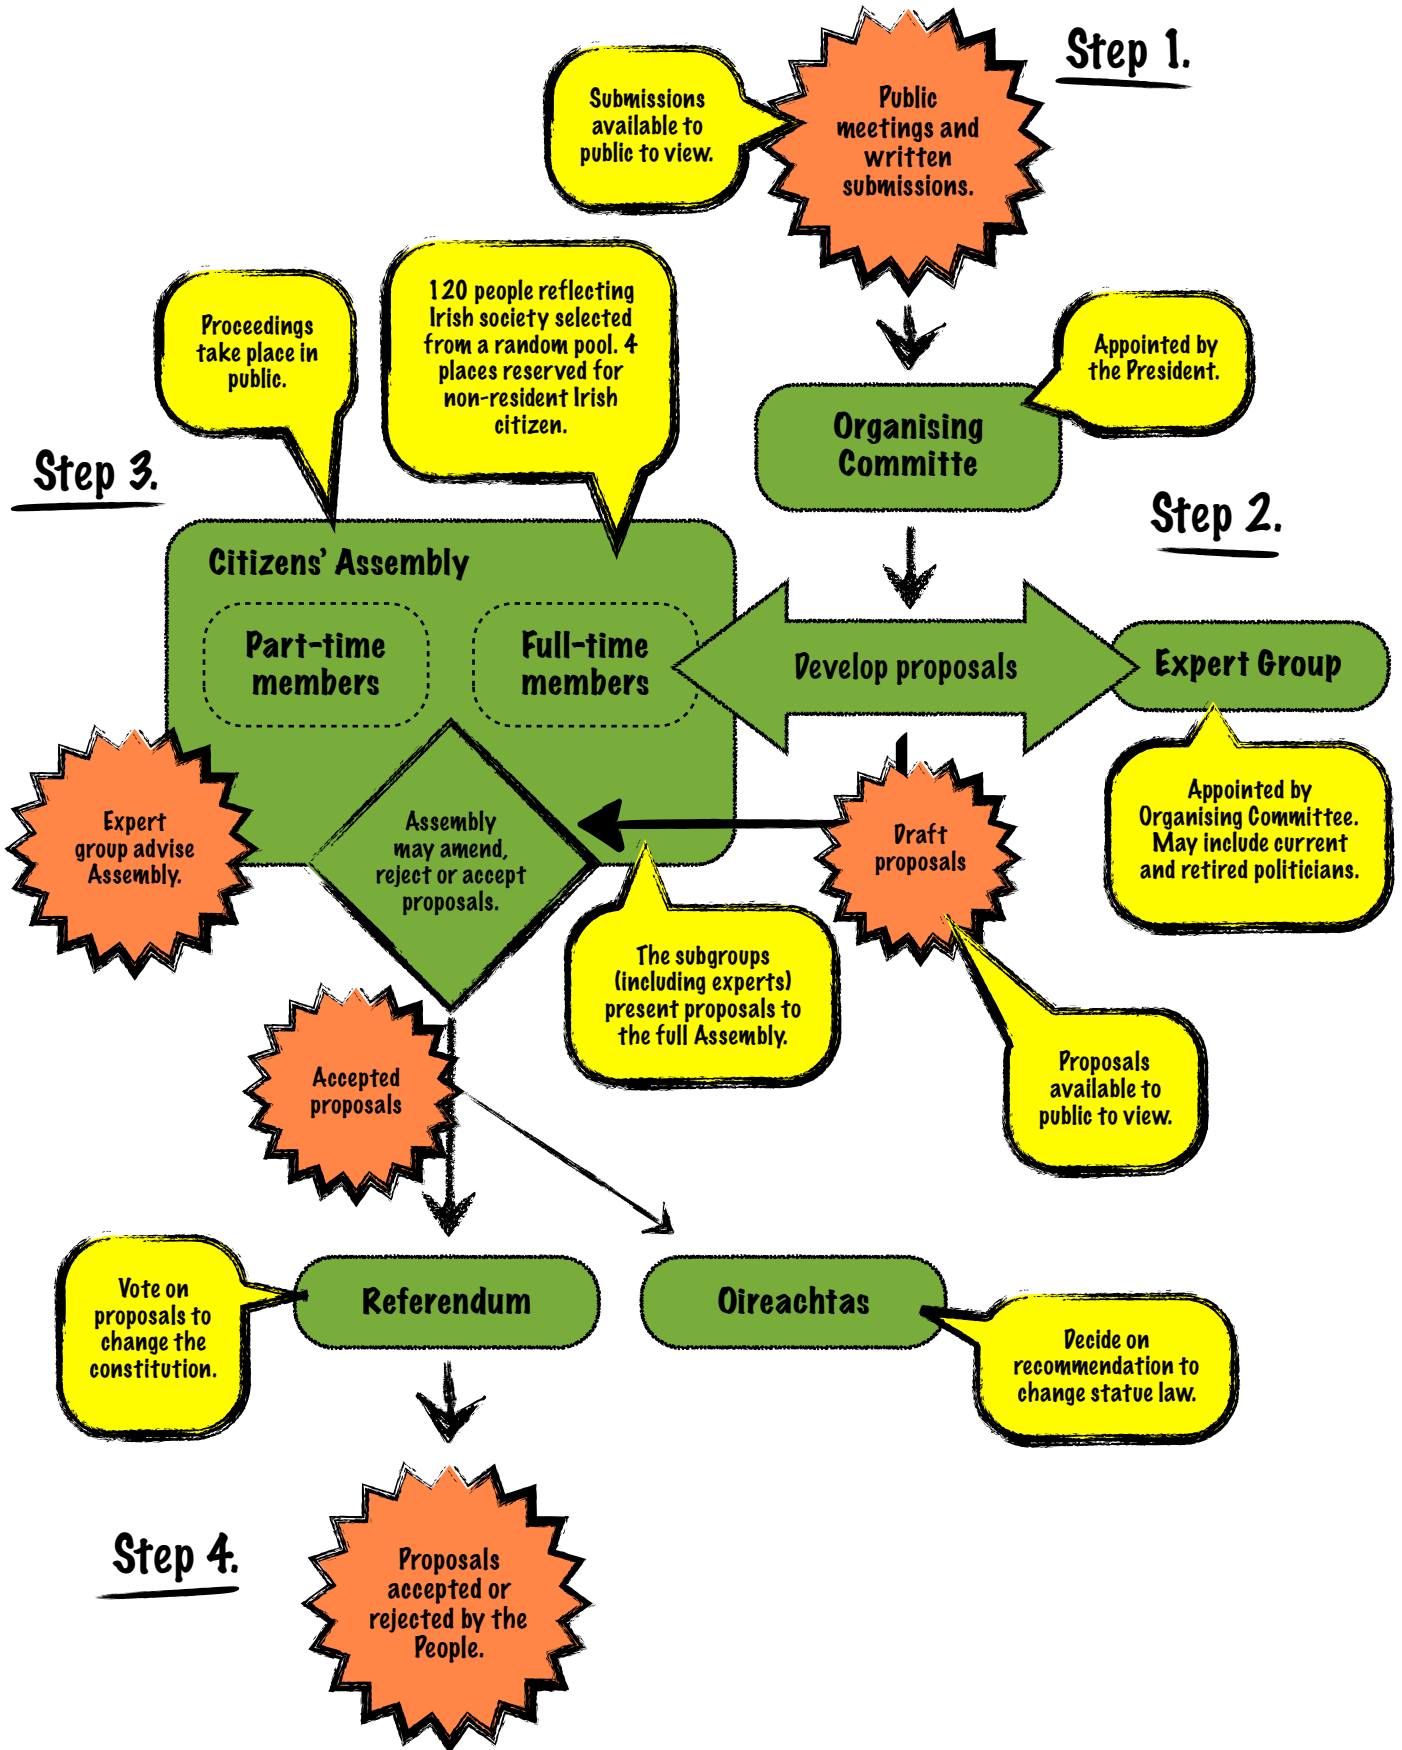 Step 1.
Public
meetings and
written
submissions.
Submissions
available to
public to view.
120 people reflecting
Irish society selected
from a random pool. 4
places reserved for
non-resident Irish
citizen.
Proceedings
take place in
public.
Appointed by
the President.
Organising
Committe
Step 3.
Step 2.
Citizens' Assembly
Part-time
members
Full-time
members
Develop proposals
Expert Group
Appointed by
Organising Committee.
May include current
and retired politicians.
Expert
group advise
Assembly.
Assembly
may amend,
reject or accept
proposals.
Draft
proposals
The subgroups
(including experts)
present proposals to
the full Assembly.
Proposals
available to
public to view.
Accepted
proposals
Vote on
proposals to
change the
constitution.
Referendum
Oireachtas
Decide on
recommendation to
change statue law.
Step 4.
Proposals
accepted or
rejected by the
People.